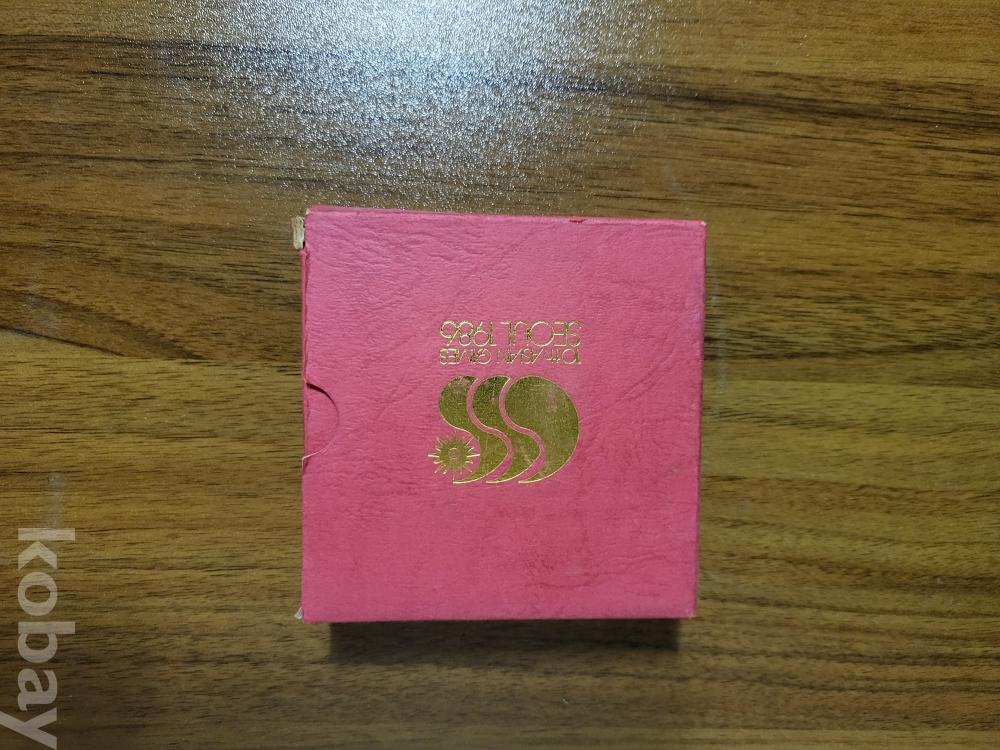 10th ASIAN GAMES
SEOUL 1986
kobay